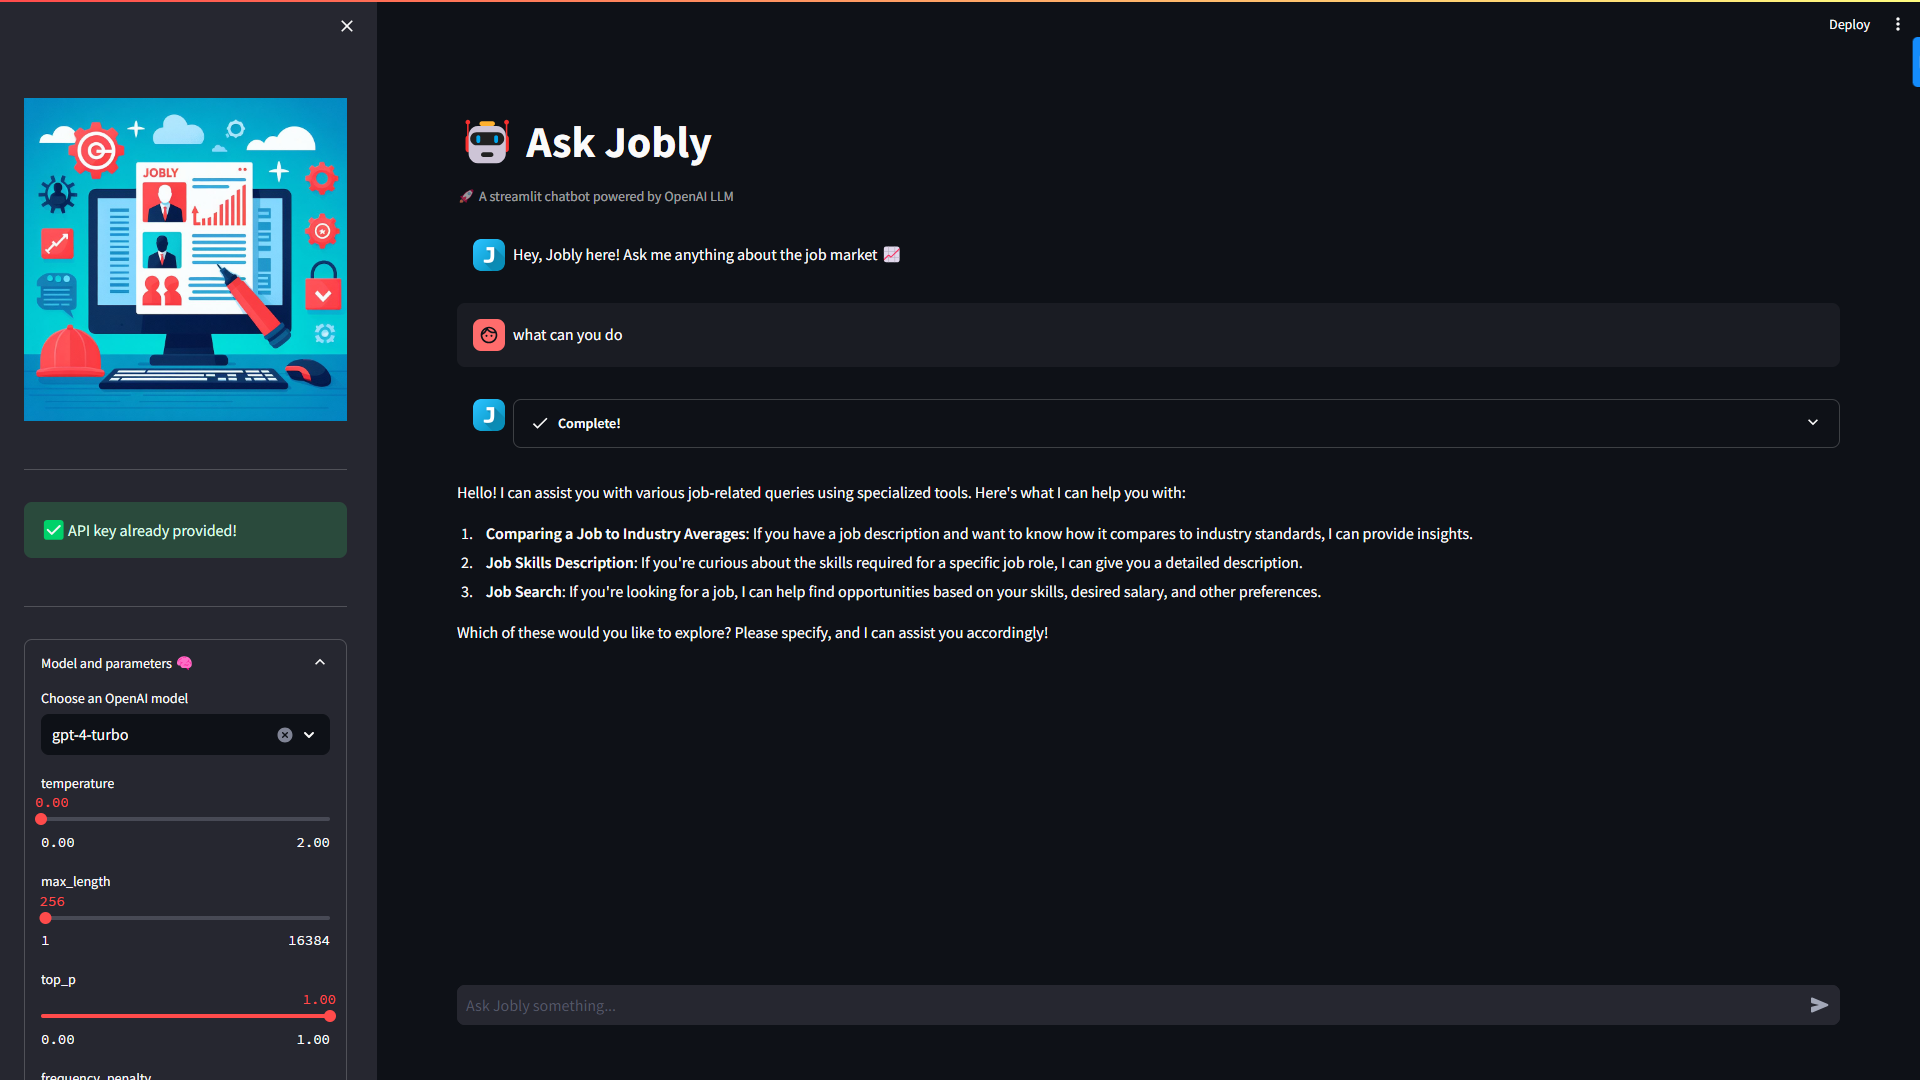 Deploy
JOBLY
API key already provided!
Model and parameters
Choose an OpenAI model
gpt-4-turbo
temperature
0.00
0.00 2.00
max_length
256
1 16384
top_p
1.00
0.00 1.00
frequency_penalty
Ask Jobly
A streamlit chatbot powered by OpenAI LLM
J Hey, Jobly here! Ask me anything about the job market
what can you do
J Complete!
Hello! I can assist you with various job-related queries using specialized tools. Here's what I can help you with:
1. Comparing a Job to Industry Averages: If you have a job description and want to know how it compares to industry standards, I can provide insights.
2. Job Skills Description: If you're curious about the skills required for a specific job role, I can give you a detailed description.
3. Job Search: If you're looking for a job, I can help find opportunities based on your skills, desired salary, and other preferences.
Which of these would you like to explore? Please specify, and I can assist you accordingly!
Ask Jobly something...